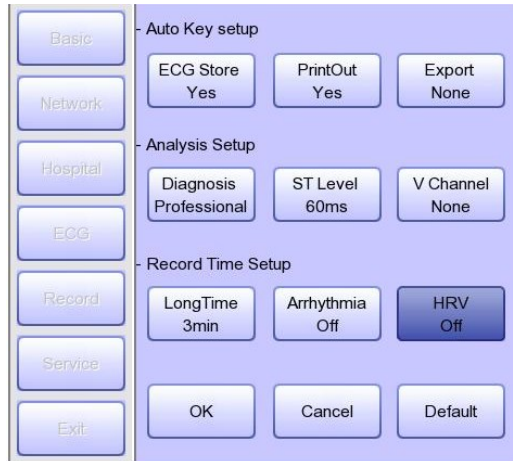 Basic
Network
Hospital
ECG
Record
Service
Exit
- Auto Key setup
ECG Store
Yes
PrintOut
Yes
Export
None
- Analysis Setup
Diagnosis
Professional
ST Level
60ms
V Channel
None
- Record Time Setup
LongTime
3min
Arrhythmia
Off
HRV
Off
OK
Cancel
Default